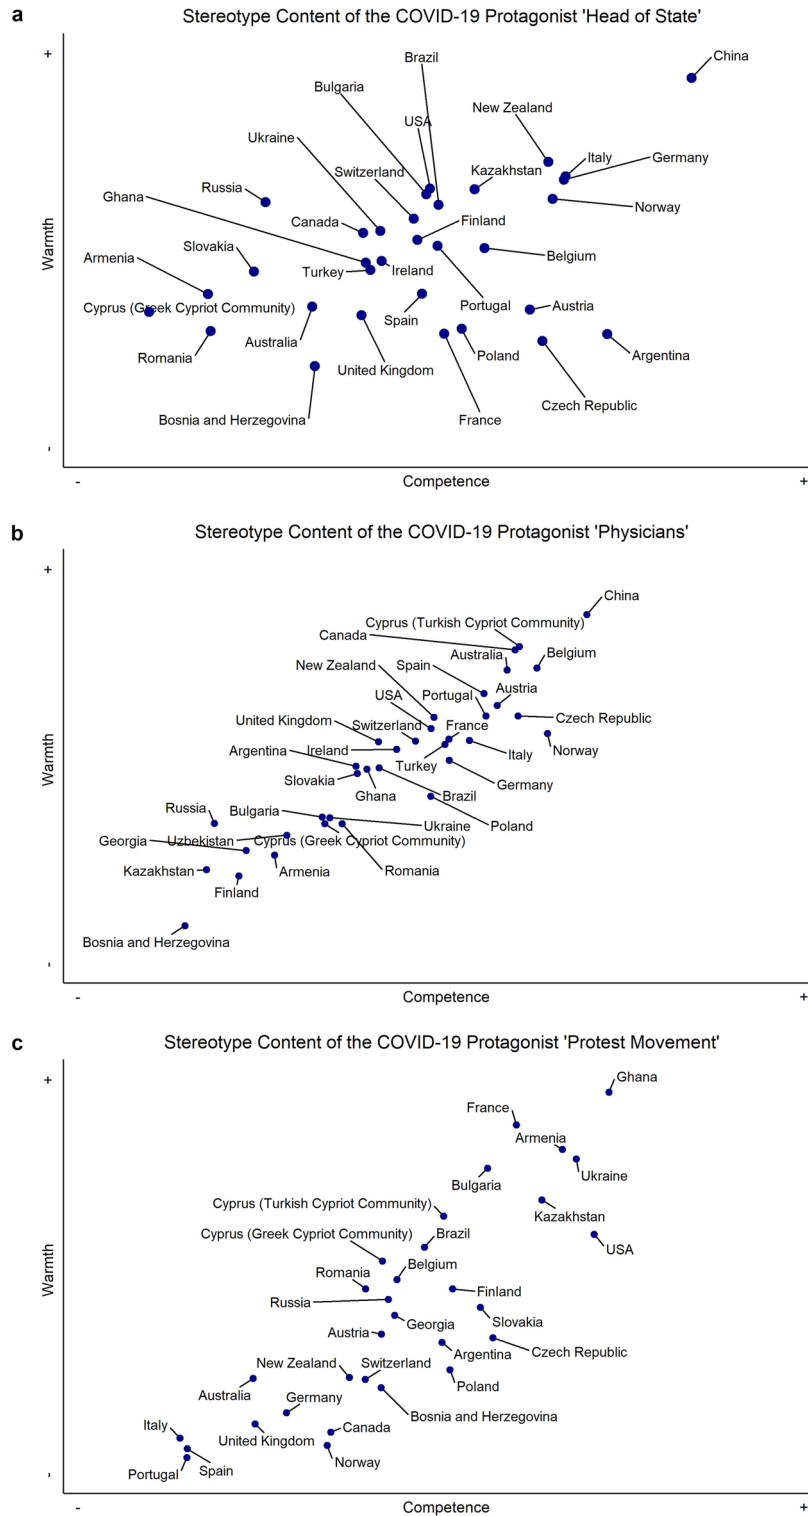 a
Stereotype Content of the COVID-19 Protagonist 'Head of State'
+
Brazil
China
Bulgaria
New Zealand
USA
Ukraine
Italy
Germany
Switzerland
Kazakhstan
Russia
Ghana
Norway
Canada
Finland
Slovakia
Armenia
Belgium
Turkey
Ireland
Warmth
Cyprus (Greek Cypriot Community)
Portugal
Austria
Spain
Australia
Romania
United Kingdom
Poland
Argentina
Czech Republic
Bosnia and Herzegovina
France
-
-
Competence
+
b
Stereotype Content of the COVID-19 Protagonist 'Physicians'
+
China
Cyprus (Turkish Cypriot Community)
Canada
Australia
Belgium
New Zealand
Spain
Austria
USA
Portugal
United Kingdom
Switzerland
France
Czech Republic
Argentina
Ireland
Italy
Norway
Warmth
Turkey
Slovakia
Germany
Ghana
Brazil
Russia
Bulgaria
Ukraine
Poland
Georgia
Uzbekistan
Cyprus (Greek Cypriot Community)
Kazakhstan
Armenia
Romania
Finland
Bosnia and Herzegovina
-
-
Competence
+
c
Stereotype Content of the COVID-19 Protagonist 'Protest Movement'
+
Ghana
France
Armenia
Ukraine
Bulgaria
Cyprus (Turkish Cypriot Community)
Kazakhstan
Cyprus (Greek Cypriot Community)
Brazil
USA
Belgium
Romania
Warmth
Finland
Russia
Georgia
Slovakia
Austria
Argentina
Czech Republic
New Zealand
Switzerland
Poland
Australia
Germany
Bosnia and Herzegovina
Italy
United Kingdom
Canada
Portugal
Spain
Norway
-
-
Competence
+